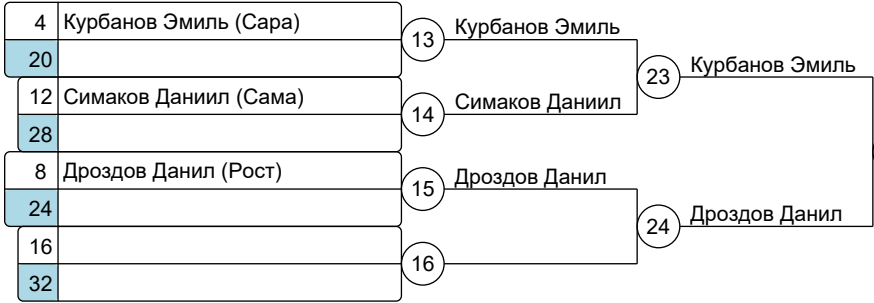 4 Курбанов Эмиль (Сара)
20
12 Симаков Даниил (Сама)
28
8 Дроздов Данил (Рост)
24
16
32
13 Курбанов Эмиль
14 Симаков Даниил
15 Дроздов Данил
16
23 Курбанов Эмиль
24 Дроздов Данил